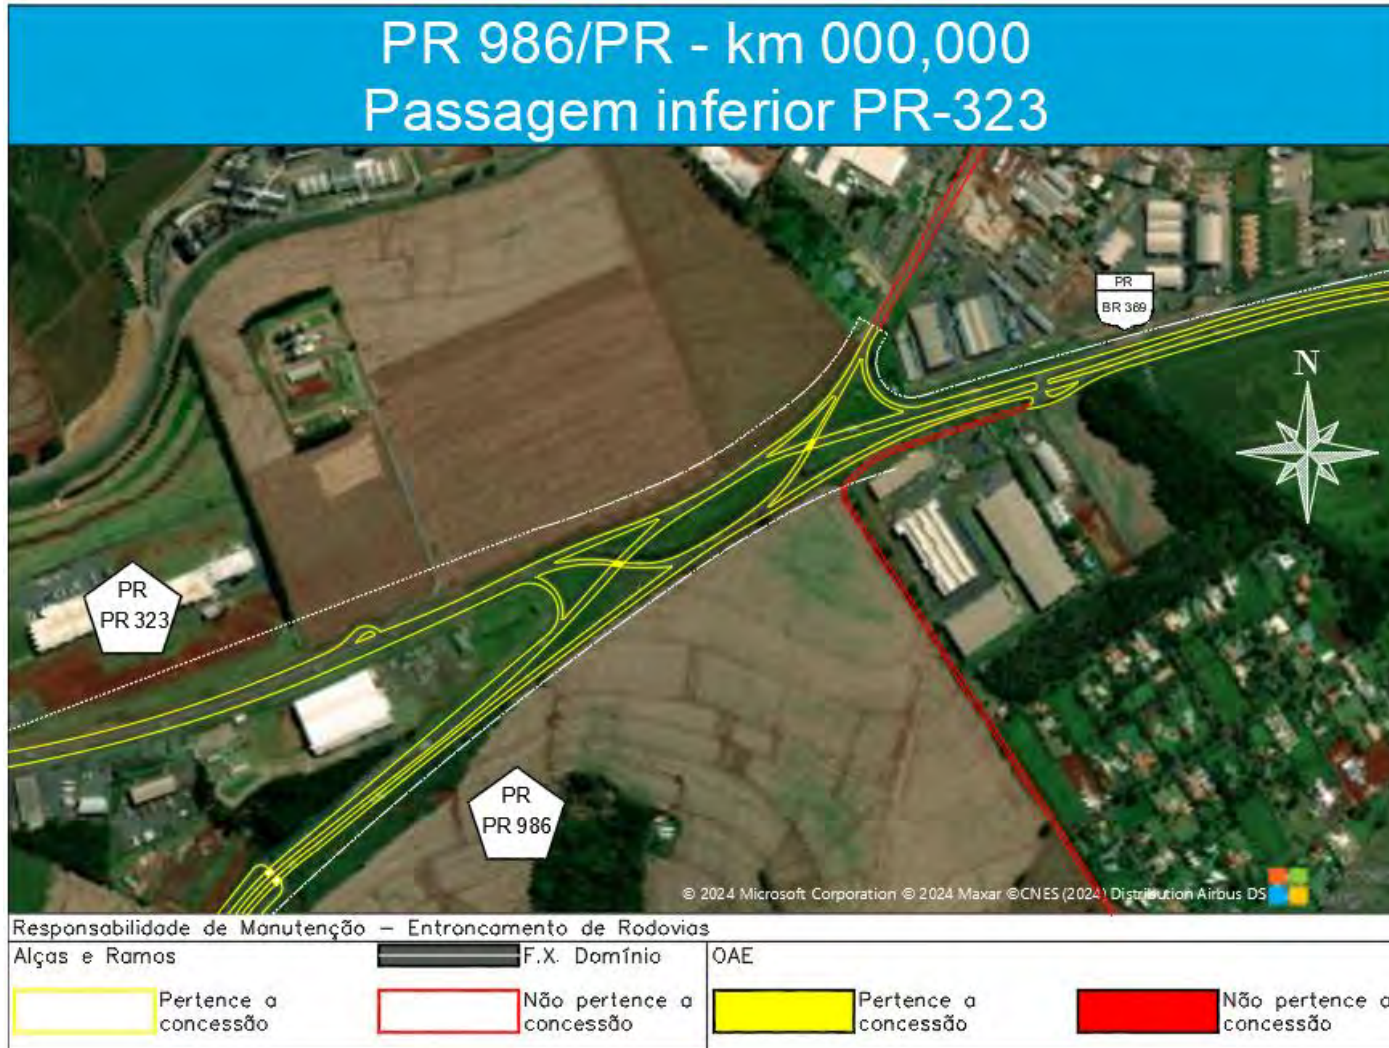 PR 986/PR - km 000,000
Passagem inferior PR-323
PR
BR 369
N
PR
PR 323
PR
PR 986
© 2024 Microsoft Corporation © 2024 Maxar ©CNES (2024) Distribution Airbus DS
Responsabilidade de Manutenção – Entroncamento de Rodovias
Alças e Ramos
F.X. Domínio
OAE
Pertence a
concessão
Não pertence a
concessão
Pertence a
concessão
Não pertence a
concessão